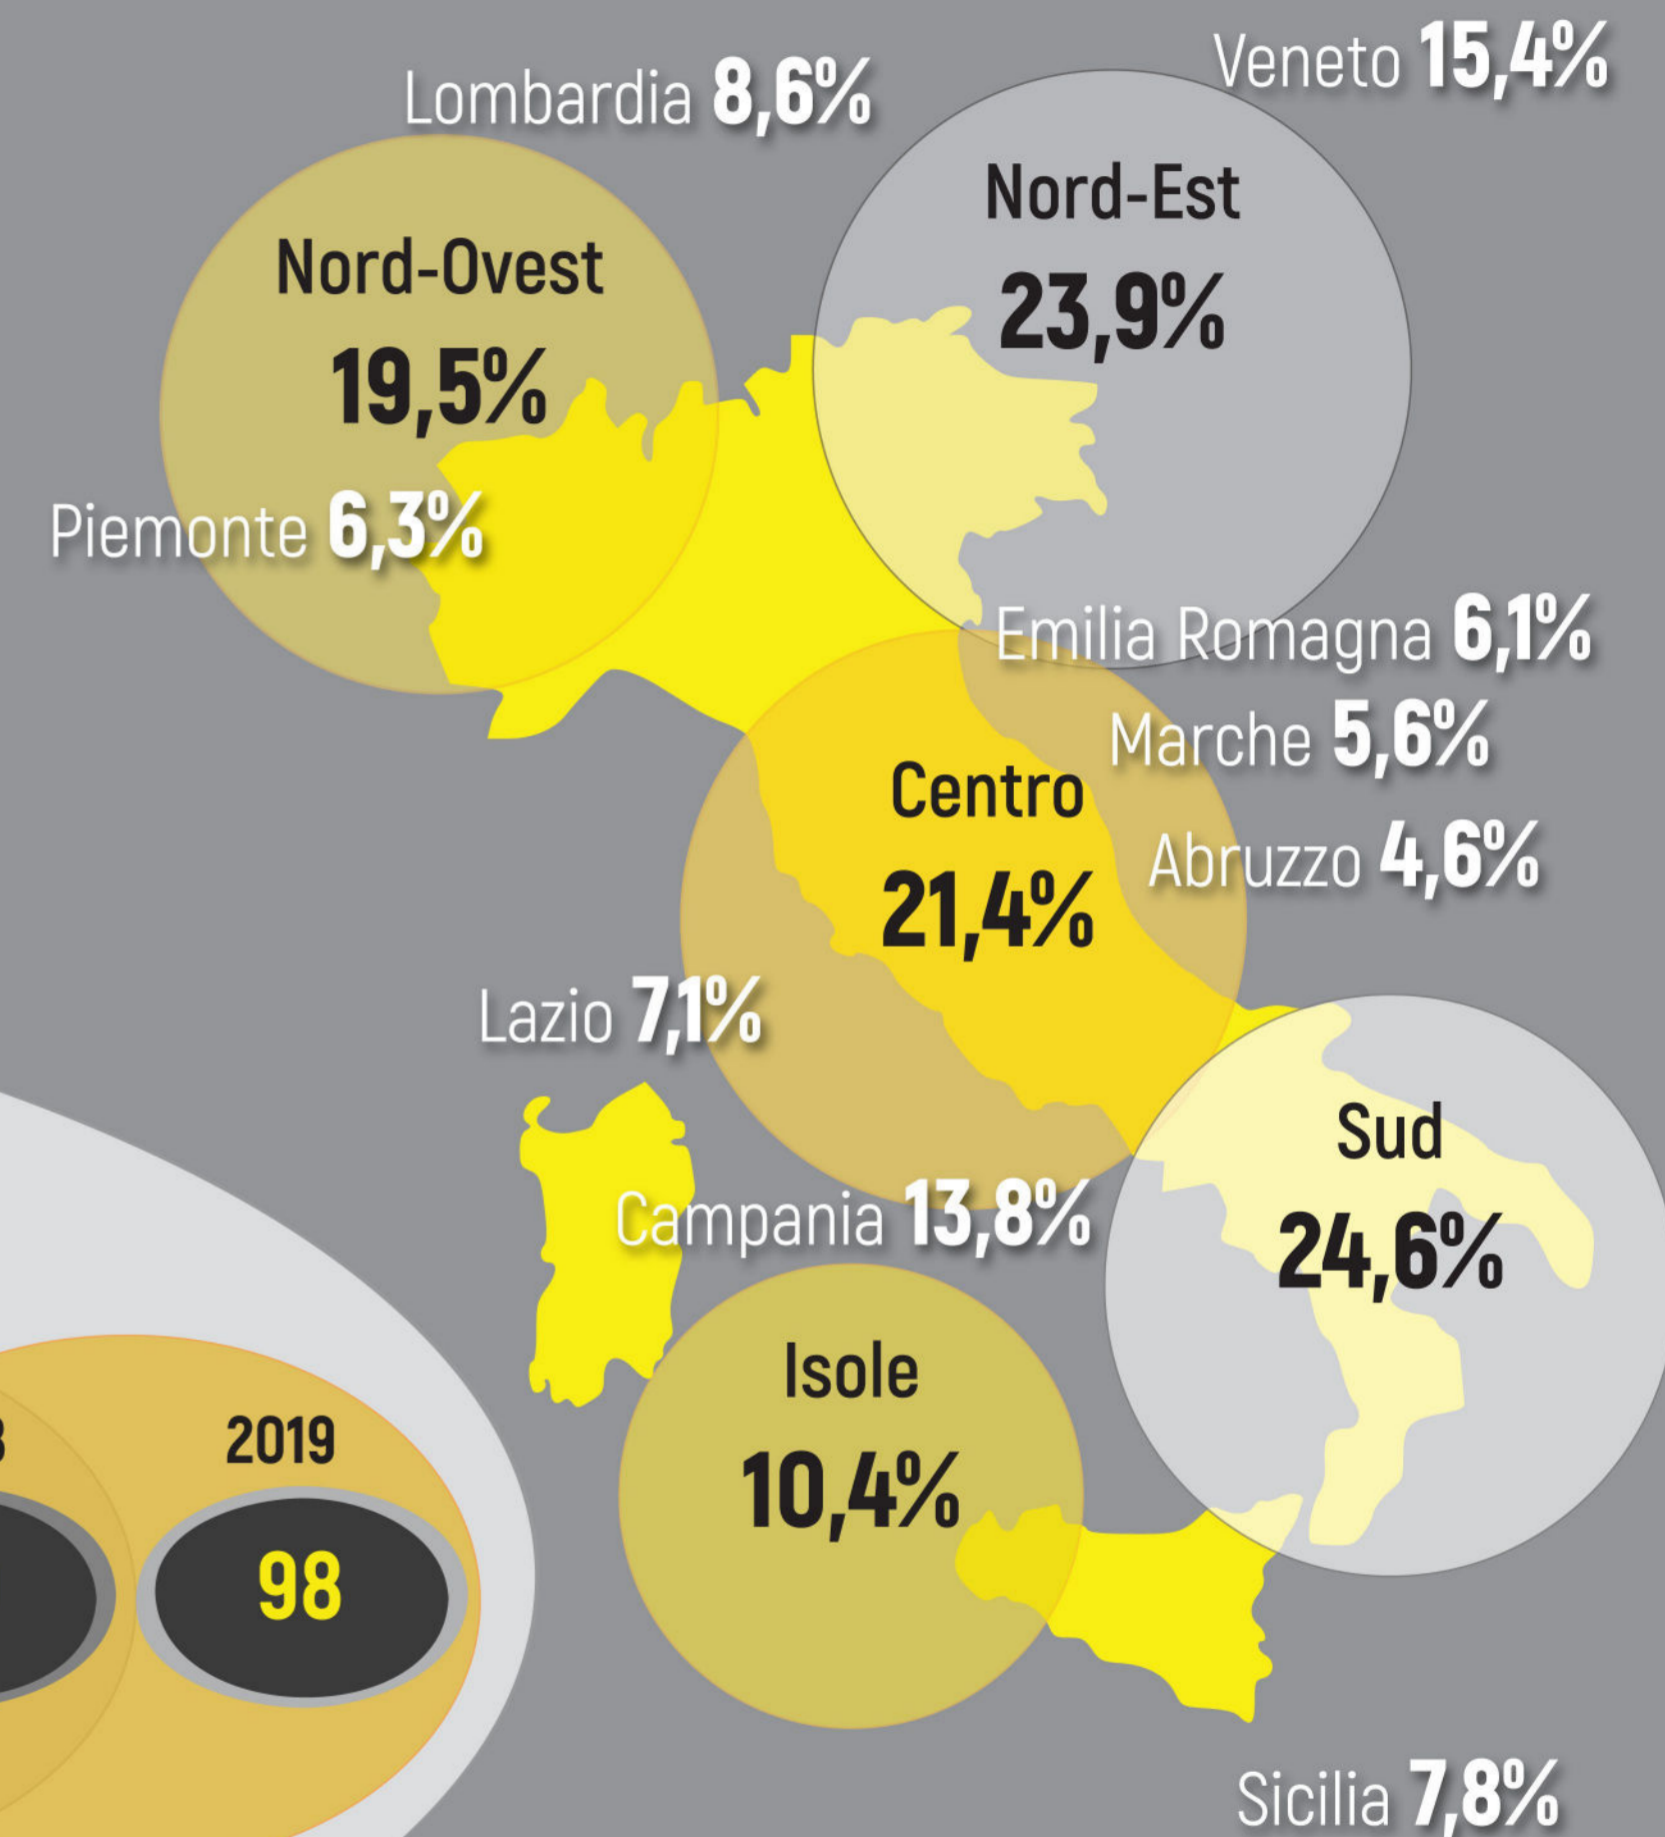 Veneto 15,4%
Lombardia 8,6%
Nord-Est
23,9%
Nord-Ovest
19,5%
Piemonte 6,3%
Emilia Romagna 6,1%
Marche 5,6%
Centro
21,4%
Abruzzo 4,6%
Lazio 7,1%
Sud
24,6%
Campania 13,8%
Isole
10,4%
2019
98
Sicilia 7,8%